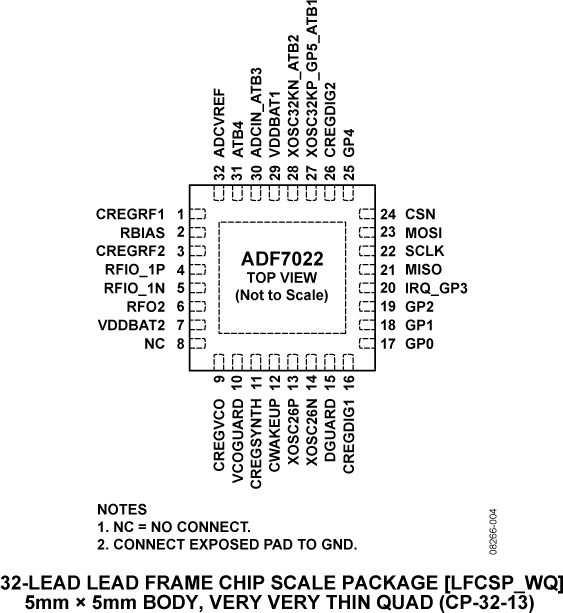 32 ADCVREF
31 ATB4
30 ADCIN_ATB3
29 VDDBAT1
28 XOSC32KN_ATB2
27 XOSC32KP_GP5_ATB1
26 CREGDIG2
25 GP4
CREGRF1 1
RBIAS 2
CREGRF2 3
RFIO_1P 4
RFIO_1N 5
RFO2 6
VDDBAT2 7
NC 8
ADF7022
TOP VIEW
(Not to Scale)
24 CSN
23 MOSI
22 SCLK
21 MISO
20 IRQ_GP3
19 GP2
18 GP1
17 GP0
CREGVCO 9
VCOGUARD 10
CREGSYNTH 11
CWAKEUP 12
XOSC26P 13
XOSC26N 14
DGUARD 15
CREGDIG1 16
NOTES
1. NC = NO CONNECT.
2. CONNECT EXPOSED PAD TO GND.
08266-004
32-LEAD LEAD FRAME CHIP SCALE PACKAGE [LFCSP_WQ]
5mm × 5mm BODY, VERY VERY THIN QUAD (CP-32-13)